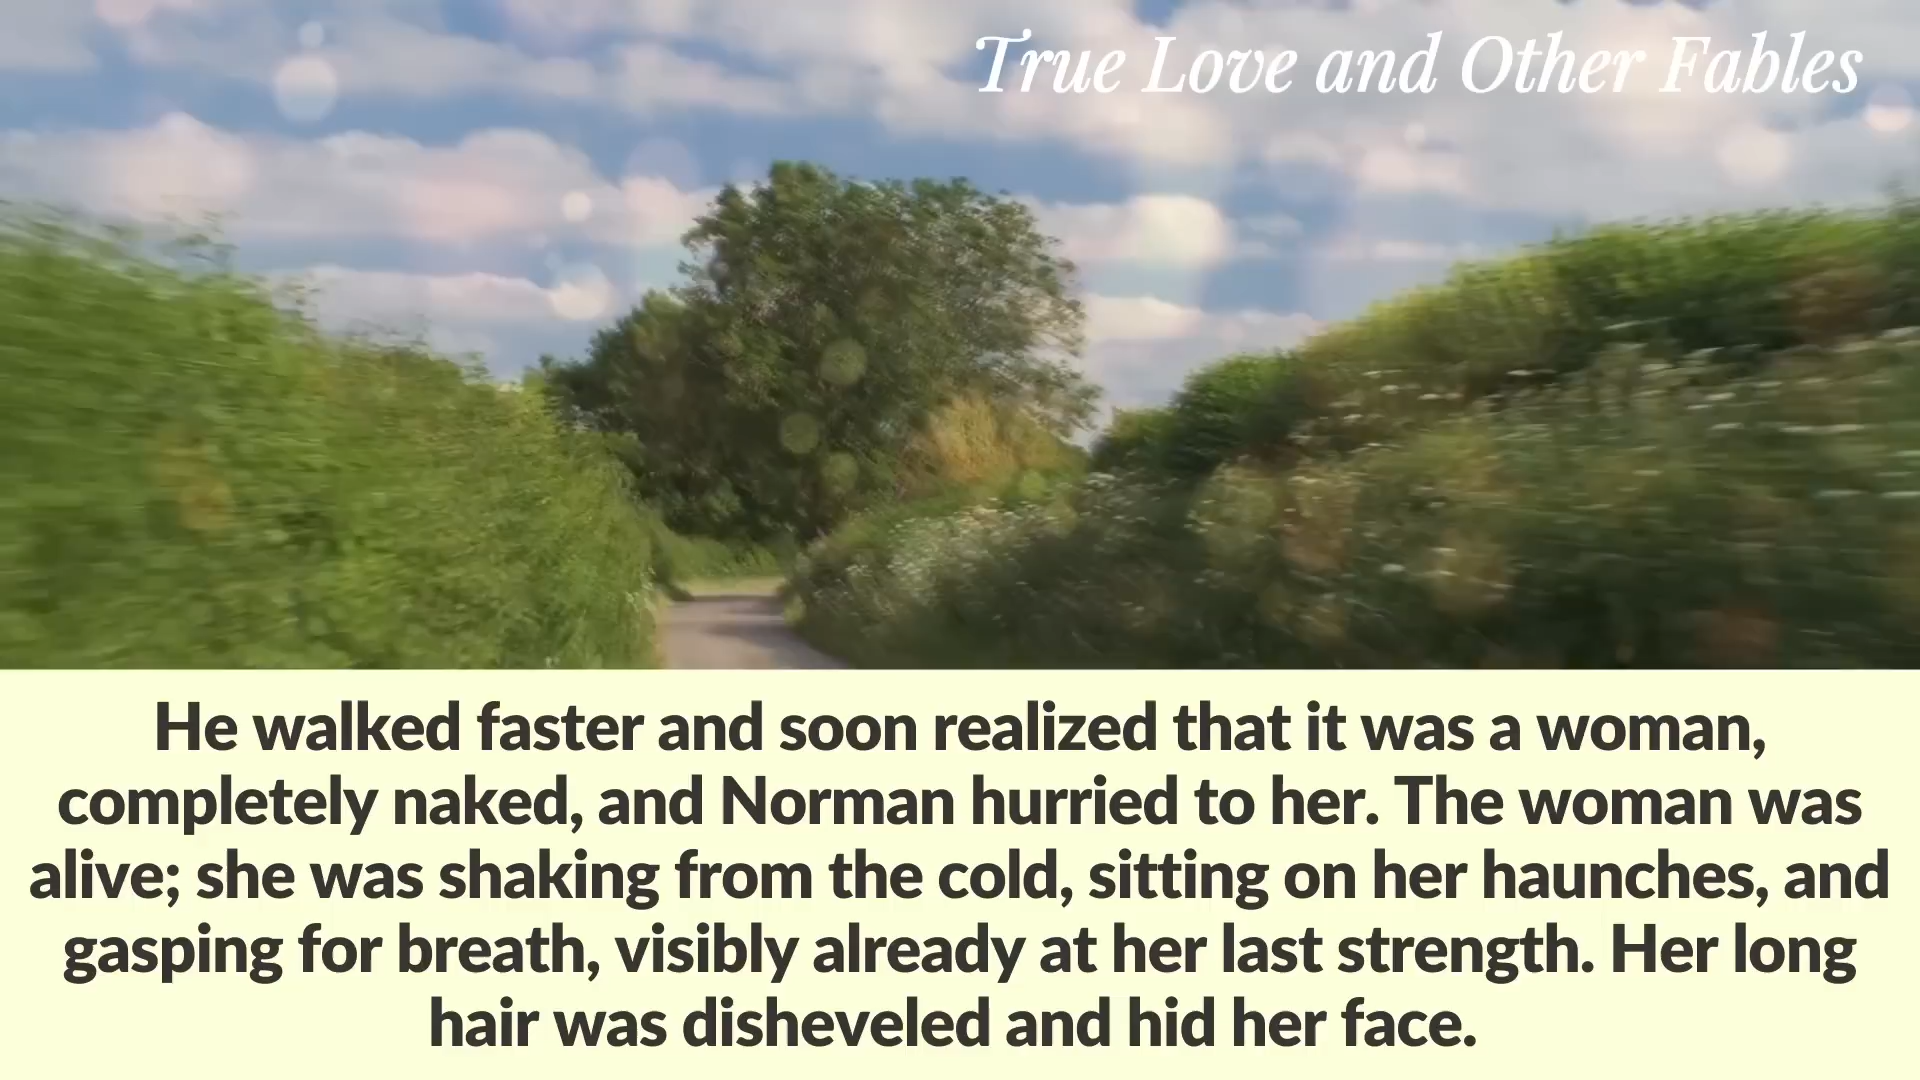 True Love and Other Fables
He walked faster and soon realized that it was a woman,
completely naked, and Norman hurried to her. The woman was
alive; she was shaking from the cold, sitting on her haunches, and
gasping for breath, visibly already at her last strength. Her long
hair was disheveled and hid her face.